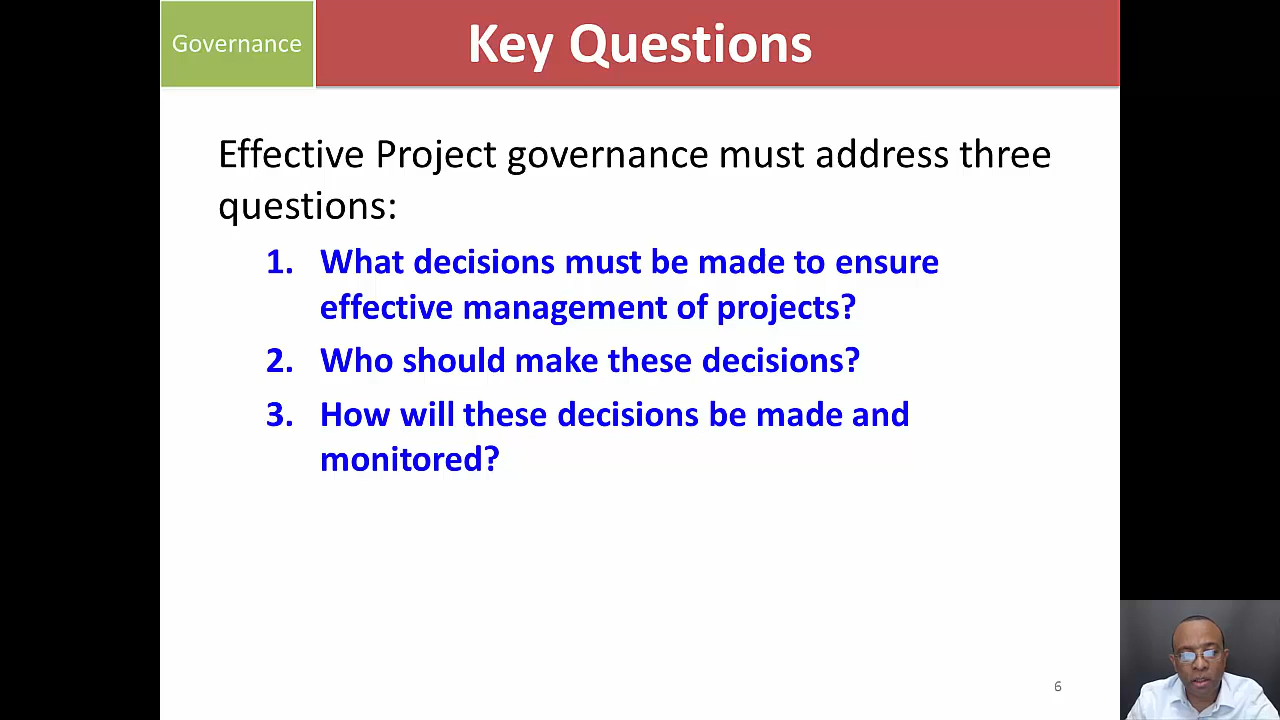 Governance
Key Questions
Effective Project governance must address three
questions:
1. What decisions must be made to ensure
effective management of projects?
2. Who should make these decisions?
3. How will these decisions be made and
monitored?
6